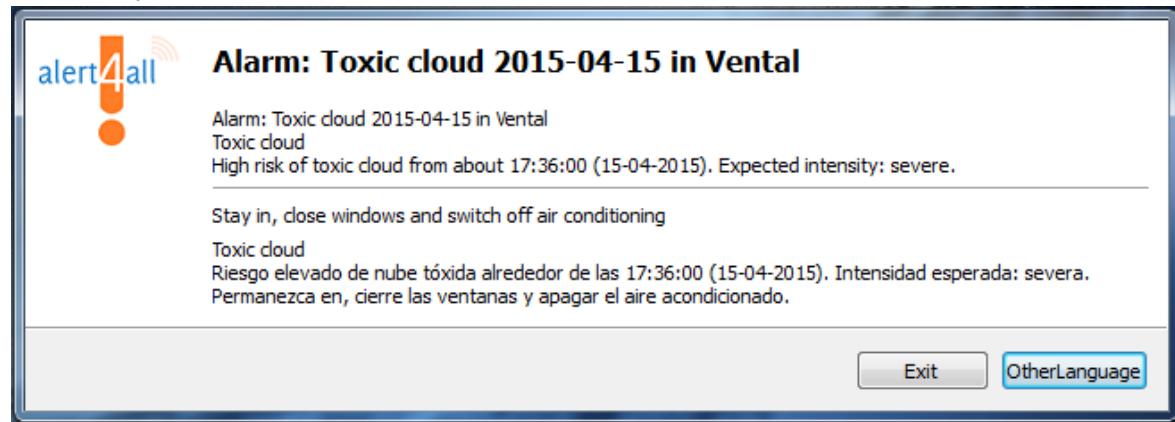 alert4all
Alarm: Toxic cloud 2015-04-15 in Vental
Alarm: Toxic cloud 2015-04-15 in Vental
Toxic cloud
High risk of toxic cloud from about 17:36:00 (15-04-2015). Expected intensity: severe.
Stay in, close windows and switch off air conditioning
Toxic cloud
Riesgo elevado de nube tóxida alrededor de las 17:36:00 (15-04-2015). Intensidad esperada: severa.
Permanezca en, cierre las ventanas y apagar el aire acondicionado.
Exit
OtherLanguage